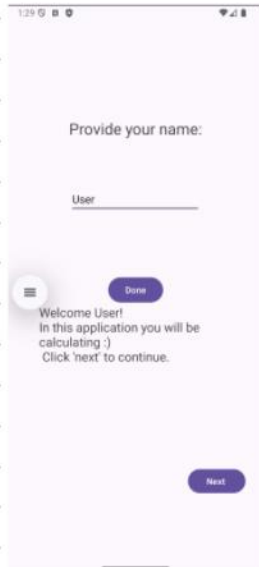 1:29
Provide your name:
User
Done
Welcome User!
In this application you will be
calculating :)
Click 'next' to continue.
Next